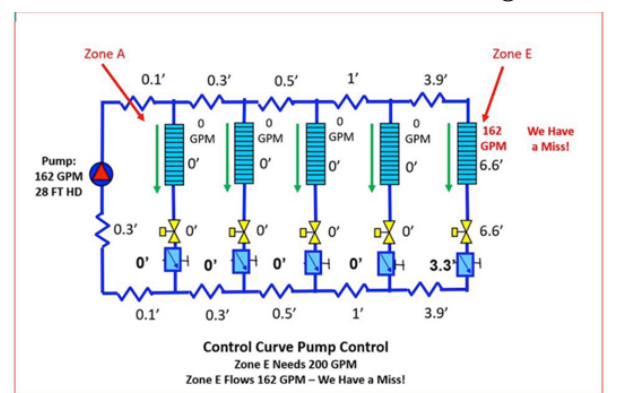 Zone A
Zone E
0.1'
0.3'
0.5'
1'
3.9'
0
GPM
0'
0
GPM
0'
0
GPM
0'
0
GPM
0'
162
GPM
6.6'
We Have
a Miss!
Pump:
162 GPM
28 FT HD
0.3'
0'
0'
0'
0'
6.6'
0'
0'
0'
0'
3.3'
0.1'
0.3'
0.5'
1'
3.9'
Control Curve Pump Control
Zone E Needs 200 GPM
Zone E Flows 162 GPM – We Have a Miss!